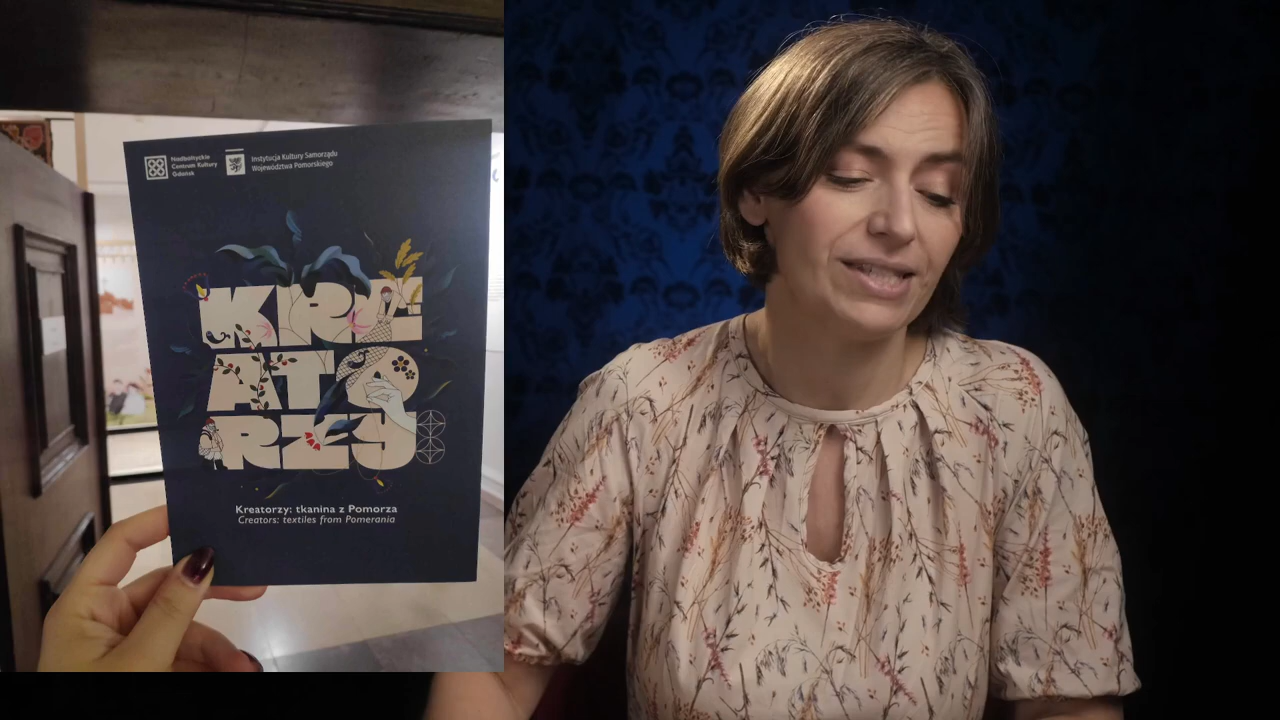 Nadbałtyckie
Centrum Kultury
Gdańsk
Instytucja Kultury Samorządu
Województwa Pomorskiego
KRE
ATO
RZY
Kreatorzy: tkanina z Pomorza
Creators: textiles from Pomerania